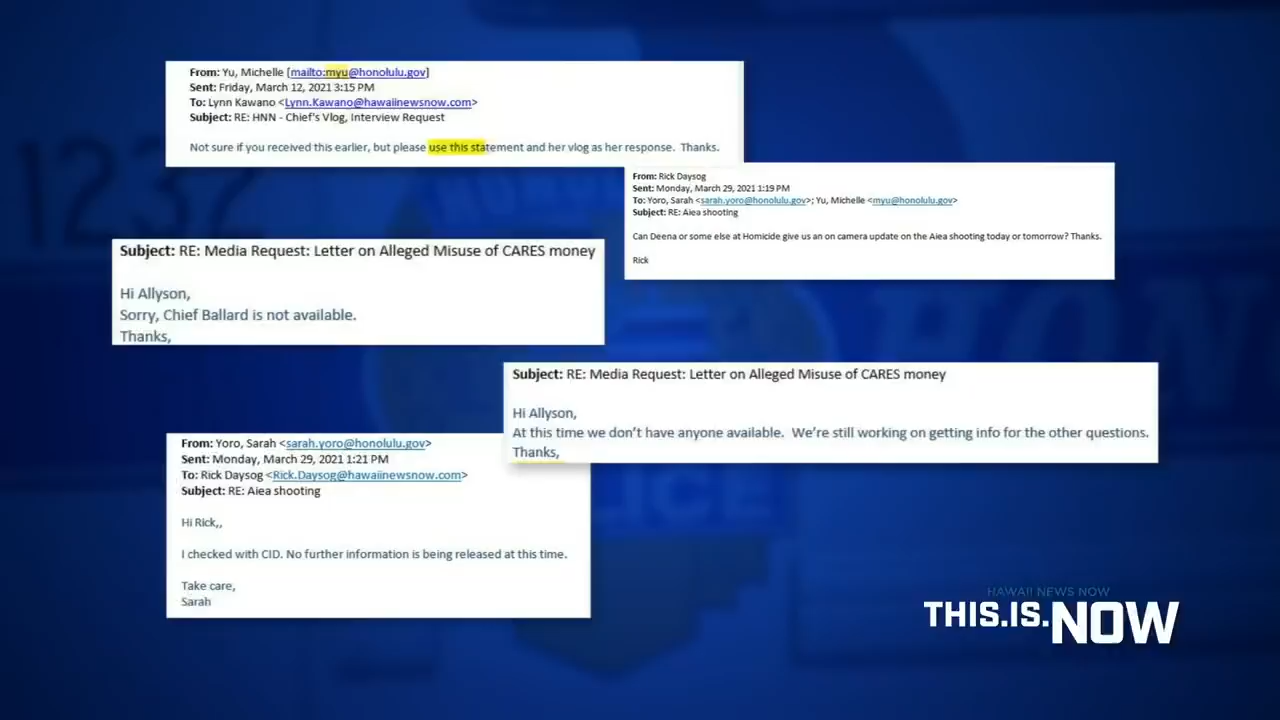 From: Yu, Michelle [mailto:myu@honolulu.gov]
Sent: Friday, March 12, 2021 3:15 PM
To: Lynn Kawano <Lynn.Kawano@hawaiinewsnow.com>
Subject: RE: HNN - Chief's Vlog, Interview Request
Not sure if you received this earlier, but please use this statement and her vlog as her response.  Thanks.
From: Rick Daysog
Sent: Monday, March 29, 2021 1:19 PM
To: Yoro, Sarah <sarah.yoro@honolulu.gov>; Yu, Michelle <myu@honolulu.gov>
Subject: RE: Aiea shooting
Can Deena or some else at Homicide give us an on camera update on the Aiea shooting today or tomorrow? Thanks.
Rick
Subject: RE: Media Request: Letter on Alleged Misuse of CARES money
Hi Allyson,
Sorry, Chief Ballard is not available.
Thanks,
Subject: RE: Media Request: Letter on Alleged Misuse of CARES money
Hi Allyson,
At this time we don't have anyone available.  We're still working on getting info for the other questions.
Thanks,
From: Yoro, Sarah <sarah.yoro@honolulu.gov>
Sent: Monday, March 29, 2021 1:21 PM
To: Rick Daysog <Rick.Daysog@hawaiinewsnow.com>
Subject: RE: Aiea shooting
Hi Rick,,
I checked with CID. No further information is being released at this time.
Take care,
Sarah
1232
HON
LICE
HAWAII NEWS NOW
THIS.IS.NOW